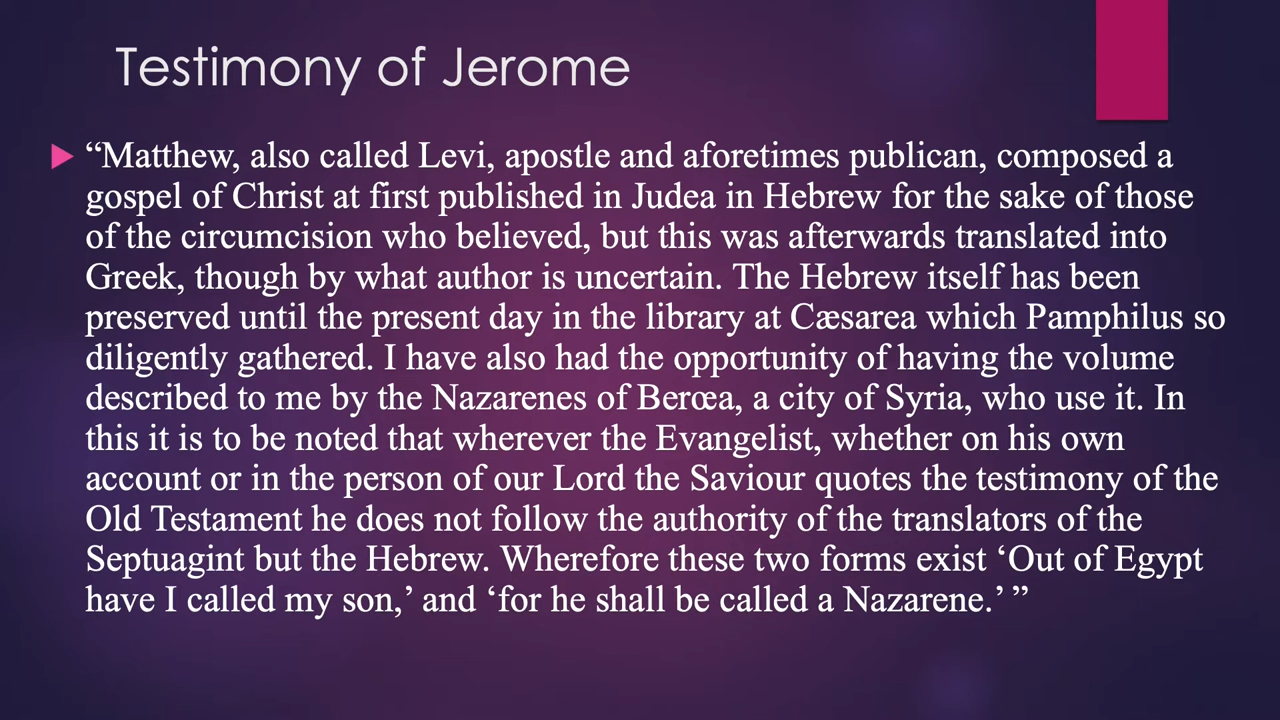 Testimony of Jerome
“Matthew, also called Levi, apostle and aforetimes publican, composed a
gospel of Christ at first published in Judea in Hebrew for the sake of those
of the circumcision who believed, but this was afterwards translated into
Greek, though by what author is uncertain. The Hebrew itself has been
preserved until the present day in the library at Cæsarea which Pamphilus so
diligently gathered. I have also had the opportunity of having the volume
described to me by the Nazarenes of Berœa, a city of Syria, who use it. In
this it is to be noted that wherever the Evangelist, whether on his own
account or in the person of our Lord the Saviour quotes the testimony of the
Old Testament he does not follow the authority of the translators of the
Septuagint but the Hebrew. Wherefore these two forms exist ‘Out of Egypt
have I called my son,’ and ‘for he shall be called a Nazarene.’ ”